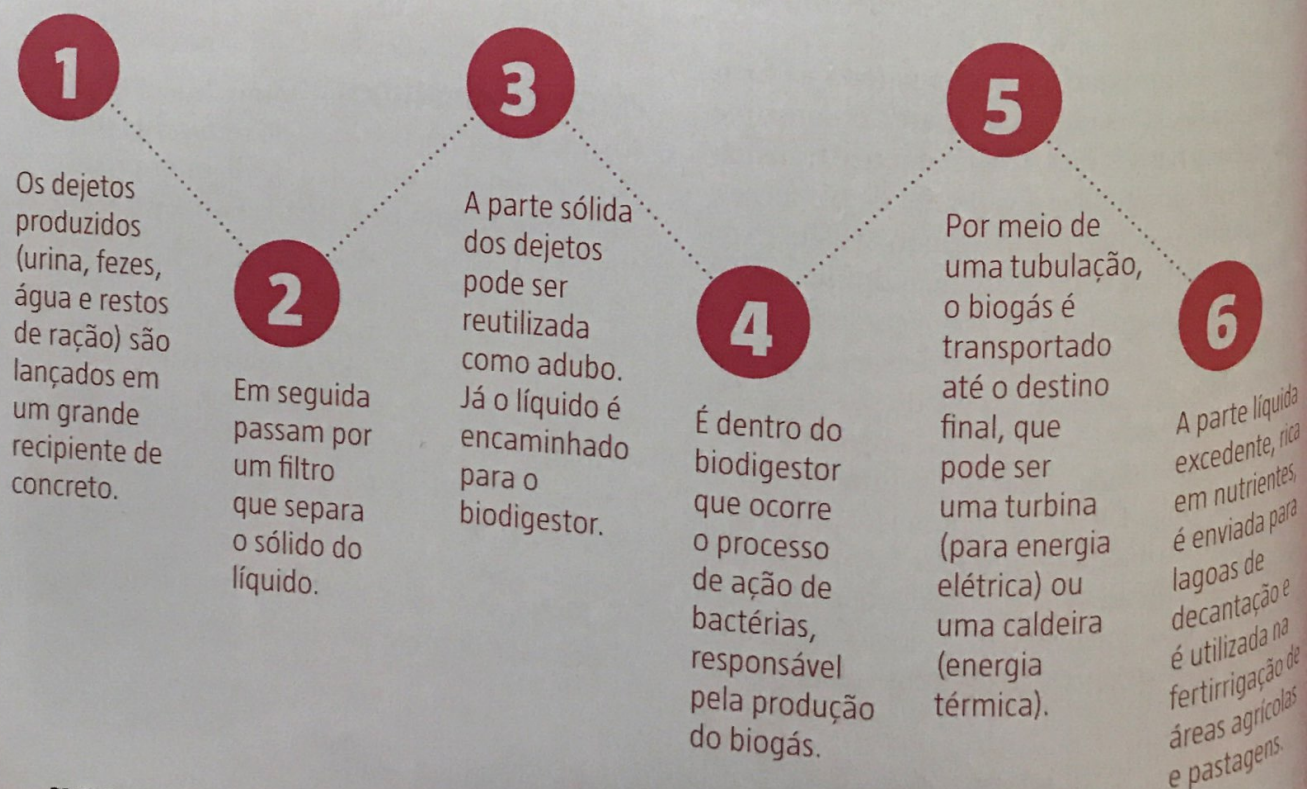 1
Os dejetos
produzidos
(urina, fezes,
água e restos
de ração) são
lançados em
um grande
recipiente de
concreto.
2
Em seguida
passam por
um filtro
que separa
o sólido do
líquido.
3
A parte sólida
dos dejetos
pode ser
reutilizada
como adubo.
Já o líquido é
encaminhado
para o
biodigestor.
4
É dentro do
biodigestor
que ocorre
o processo
de ação de
bactérias,
responsável
pela produção
do biogás.
5
Por meio de
uma tubulação,
o biogás é
transportado
até o destino
final, que
pode ser
uma turbina
(para energia
elétrica) ou
uma caldeira
(energia
térmica).
6
A parte líquida
excedente, rica
em nutrientes,
é enviada para
lagoas de
decantação e
é utilizada na
fertirrigação de
áreas agrícolas
e pastagens.